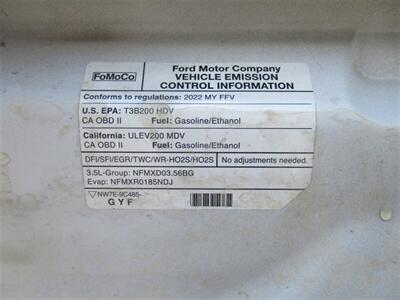 FoMoCo
Ford Motor Company
VEHICLE EMISSION
CONTROL INFORMATION
Conforms to regulations: 2022 MY FFV
U.S. EPA: T3B200 HDV
CA OBD II Fuel: Gasoline/Ethanol
California: ULEV200 MDV
CA OBD II Fuel: Gasoline/Ethanol
DFI/SFI/EGR/TWC/WR-HO2S/HO2S No adjustments needed.
3.5L-Group: NFMXD03.56BG
Evap: NFMXR0185NDJ
NW7E-9C485-
GYF